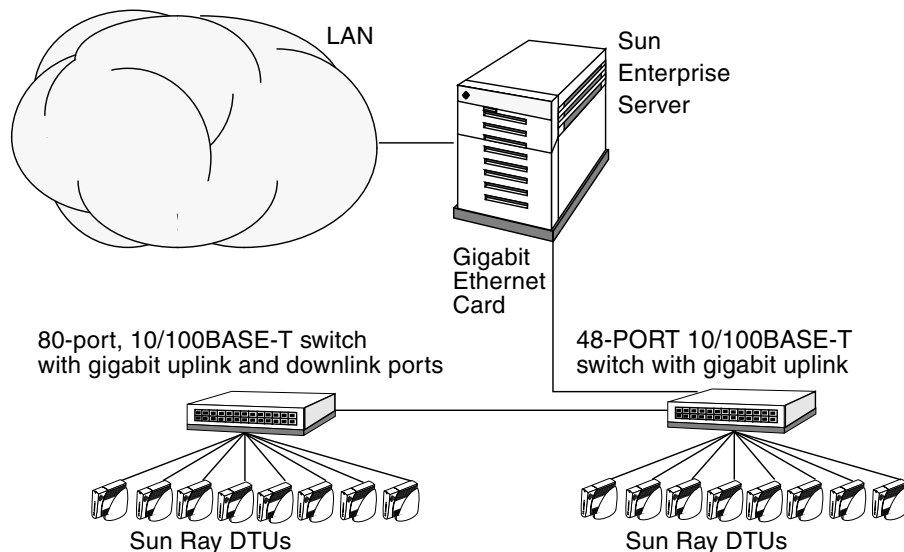 LAN
Sun
Enterprise
Server
Gigabit
Ethernet
Card
80-port, 10/100BASE-T switch
with gigabit uplink and downlink ports
48-PORT 10/100BASE-T
switch with gigabit uplink
Sun Ray DTUs
Sun Ray DTUs